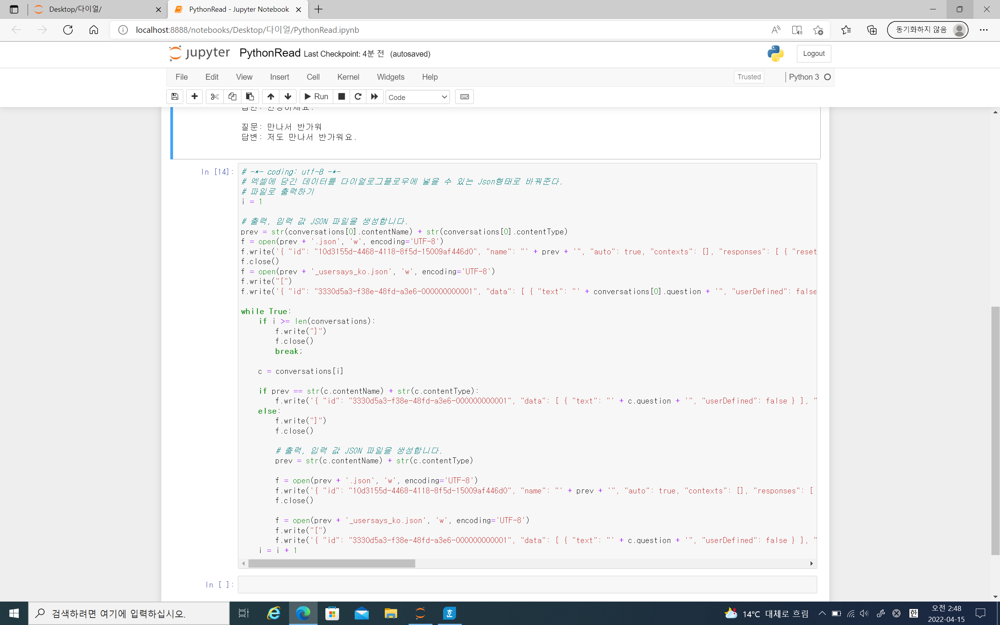 Desktop/다이얼/
PythonRead - Jupyter Notebook
localhost:8888/notebooks/Desktop/다이얼/PythonRead.ipynb
동기화하지 않음
jupyter PythonRead Last Checkpoint: 4분 전 (autosaved)
Logout
File Edit View Insert Cell Kernel Widgets Help
Trusted
Python 3
Run
Code
질문: 만나서 반가워
답변: 저도 만나서 반가워요.
In [14]:
# -*- coding: utf-8 -*-
# 엑셀에 담긴 데이터를 다이얼로그플로우에 넣을 수 있는 Json형태로 바꿔준다.
# 파일로 출력하기
i = 1
# 출력, 입력 값 JSON 파일을 생성합니다.
prev = str(conversations[0].contentName) + str(conversations[0].contentType)
f = open(prev + '.json', 'w', encoding='UTF-8')
f.write('{ "id": "10d3155d-4468-4118-8f5d-15009af446d0", "name": "' + prev + '", "auto": true, "contexts": [], "responses": [ { "reset
f.close()
f = open(prev + '_usersays_ko.json', 'w', encoding='UTF-8')
f.write("[")
f.write('{ "id": "3330d5a3-f38e-48fd-a3e6-000000000001", "data": [ { "text": "' + conversations[0].question + '", "userDefined": false
while True:
    if i >= len(conversations):
        f.write("]")
        f.close()
        break;
    c = conversations[i]
    if prev == str(c.contentName) + str(c.contentType):
        f.write('{ "id": "3330d5a3-f38e-48fd-a3e6-000000000001", "data": [ { "text": "' + c.question + '", "userDefined": false } ], "
    else:
        f.write("]")
        f.close()
        # 출력, 입력 값 JSON 파일을 생성합니다.
        prev = str(c.contentName) + str(c.contentType)
        f = open(prev + '.json', 'w', encoding='UTF-8')
        f.write('{ "id": "10d3155d-4468-4118-8f5d-15009af446d0", "name": "' + prev + '", "auto": true, "contexts": [], "responses": [
        f.close()
        f = open(prev + '_usersays_ko.json', 'w', encoding='UTF-8')
        f.write("[")
        f.write('{ "id": "3330d5a3-f38e-48fd-a3e6-000000000001", "data": [ { "text": "' + c.question + '", "userDefined": false } ], "
    i = i + 1
In [ ]:
검색하려면 여기에 입력하십시오.
호
14°C 대체로 흐림
한
오전 2:48
2022-04-15